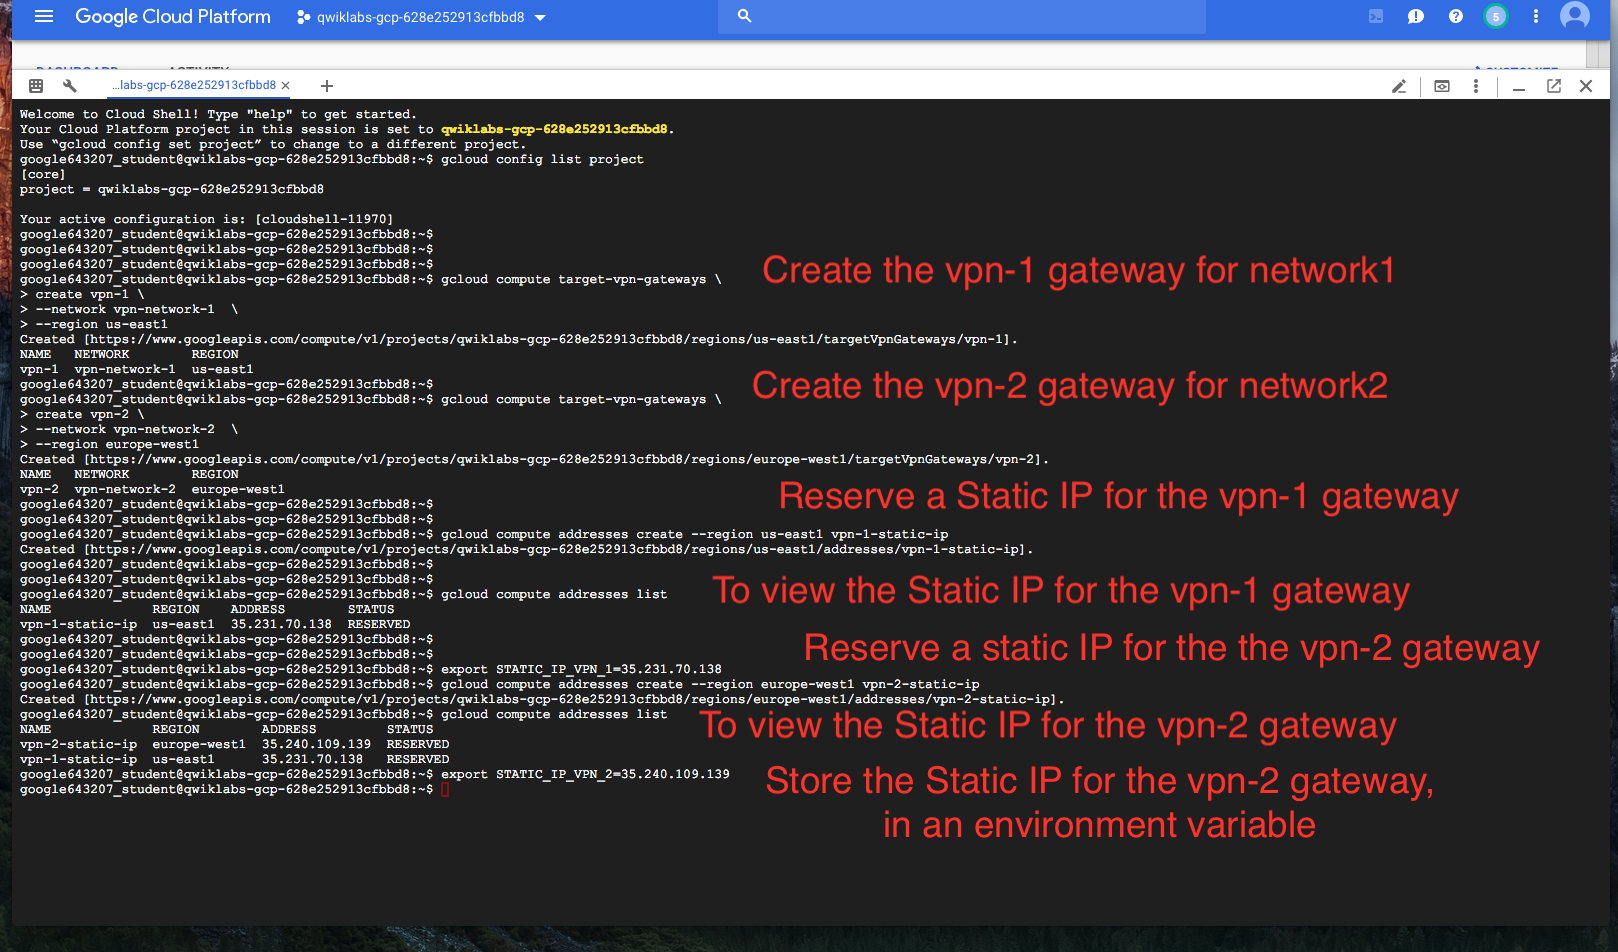 Google Cloud Platform
qwiklabs-gcp-628e252913cfbbd8
5
...labs-gcp-628e252913cfbbd8
Welcome to Cloud Shell! Type "help" to get started.
Your Cloud Platform project in this session is set to qwiklabs-gcp-628e252913cfbbd8.
Use “gcloud config set project” to change to a different project.
google643207_student@qwiklabs-gcp-628e252913cfbbd8:~$ gcloud config list project
[core]
project = qwiklabs-gcp-628e252913cfbbd8
Your active configuration is: [cloudshell-11970]
google643207_student@qwiklabs-gcp-628e252913cfbbd8:~$
google643207_student@qwiklabs-gcp-628e252913cfbbd8:~$
google643207_student@qwiklabs-gcp-628e252913cfbbd8:~$
google643207_student@qwiklabs-gcp-628e252913cfbbd8:~$ gcloud compute target-vpn-gateways \
Create the vpn-1 gateway for network1
> create vpn-1 \
> --network vpn-network-1  \
> --region us-east1
Created [https://www.googleapis.com/compute/v1/projects/qwiklabs-gcp-628e252913cfbbd8/regions/us-east1/targetVpnGateways/vpn-1].
NAME   NETWORK        REGION
vpn-1  vpn-network-1  us-east1
google643207_student@qwiklabs-gcp-628e252913cfbbd8:~$
Create the vpn-2 gateway for network2
google643207_student@qwiklabs-gcp-628e252913cfbbd8:~$ gcloud compute target-vpn-gateways \
> create vpn-2 \
> --network vpn-network-2  \
> --region europe-west1
Created [https://www.googleapis.com/compute/v1/projects/qwiklabs-gcp-628e252913cfbbd8/regions/europe-west1/targetVpnGateways/vpn-2].
NAME   NETWORK        REGION
vpn-2  vpn-network-2  europe-west1
Reserve a Static IP for the vpn-1 gateway
google643207_student@qwiklabs-gcp-628e252913cfbbd8:~$
google643207_student@qwiklabs-gcp-628e252913cfbbd8:~$
google643207_student@qwiklabs-gcp-628e252913cfbbd8:~$ gcloud compute addresses create --region us-east1 vpn-1-static-ip
Created [https://www.googleapis.com/compute/v1/projects/qwiklabs-gcp-628e252913cfbbd8/regions/us-east1/addresses/vpn-1-static-ip].
google643207_student@qwiklabs-gcp-628e252913cfbbd8:~$
google643207_student@qwiklabs-gcp-628e252913cfbbd8:~$
google643207_student@qwiklabs-gcp-628e252913cfbbd8:~$ gcloud compute addresses list
To view the Static IP for the vpn-1 gateway
NAME             REGION    ADDRESS        STATUS
vpn-1-static-ip  us-east1  35.231.70.138  RESERVED
google643207_student@qwiklabs-gcp-628e252913cfbbd8:~$
google643207_student@qwiklabs-gcp-628e252913cfbbd8:~$
Reserve a static IP for the the vpn-2 gateway
google643207_student@qwiklabs-gcp-628e252913cfbbd8:~$ export STATIC_IP_VPN_1=35.231.70.138
google643207_student@qwiklabs-gcp-628e252913cfbbd8:~$ gcloud compute addresses create --region europe-west1 vpn-2-static-ip
Created [https://www.googleapis.com/compute/v1/projects/qwiklabs-gcp-628e252913cfbbd8/regions/europe-west1/addresses/vpn-2-static-ip].
google643207_student@qwiklabs-gcp-628e252913cfbbd8:~$ gcloud compute addresses list
To view the Static IP for the vpn-2 gateway
NAME             REGION        ADDRESS         STATUS
vpn-2-static-ip  europe-west1  35.240.109.139  RESERVED
vpn-1-static-ip  us-east1      35.231.70.138   RESERVED
google643207_student@qwiklabs-gcp-628e252913cfbbd8:~$ export STATIC_IP_VPN_2=35.240.109.139
google643207_student@qwiklabs-gcp-628e252913cfbbd8:~$
Store the Static IP for the vpn-2 gateway,
in an environment variable